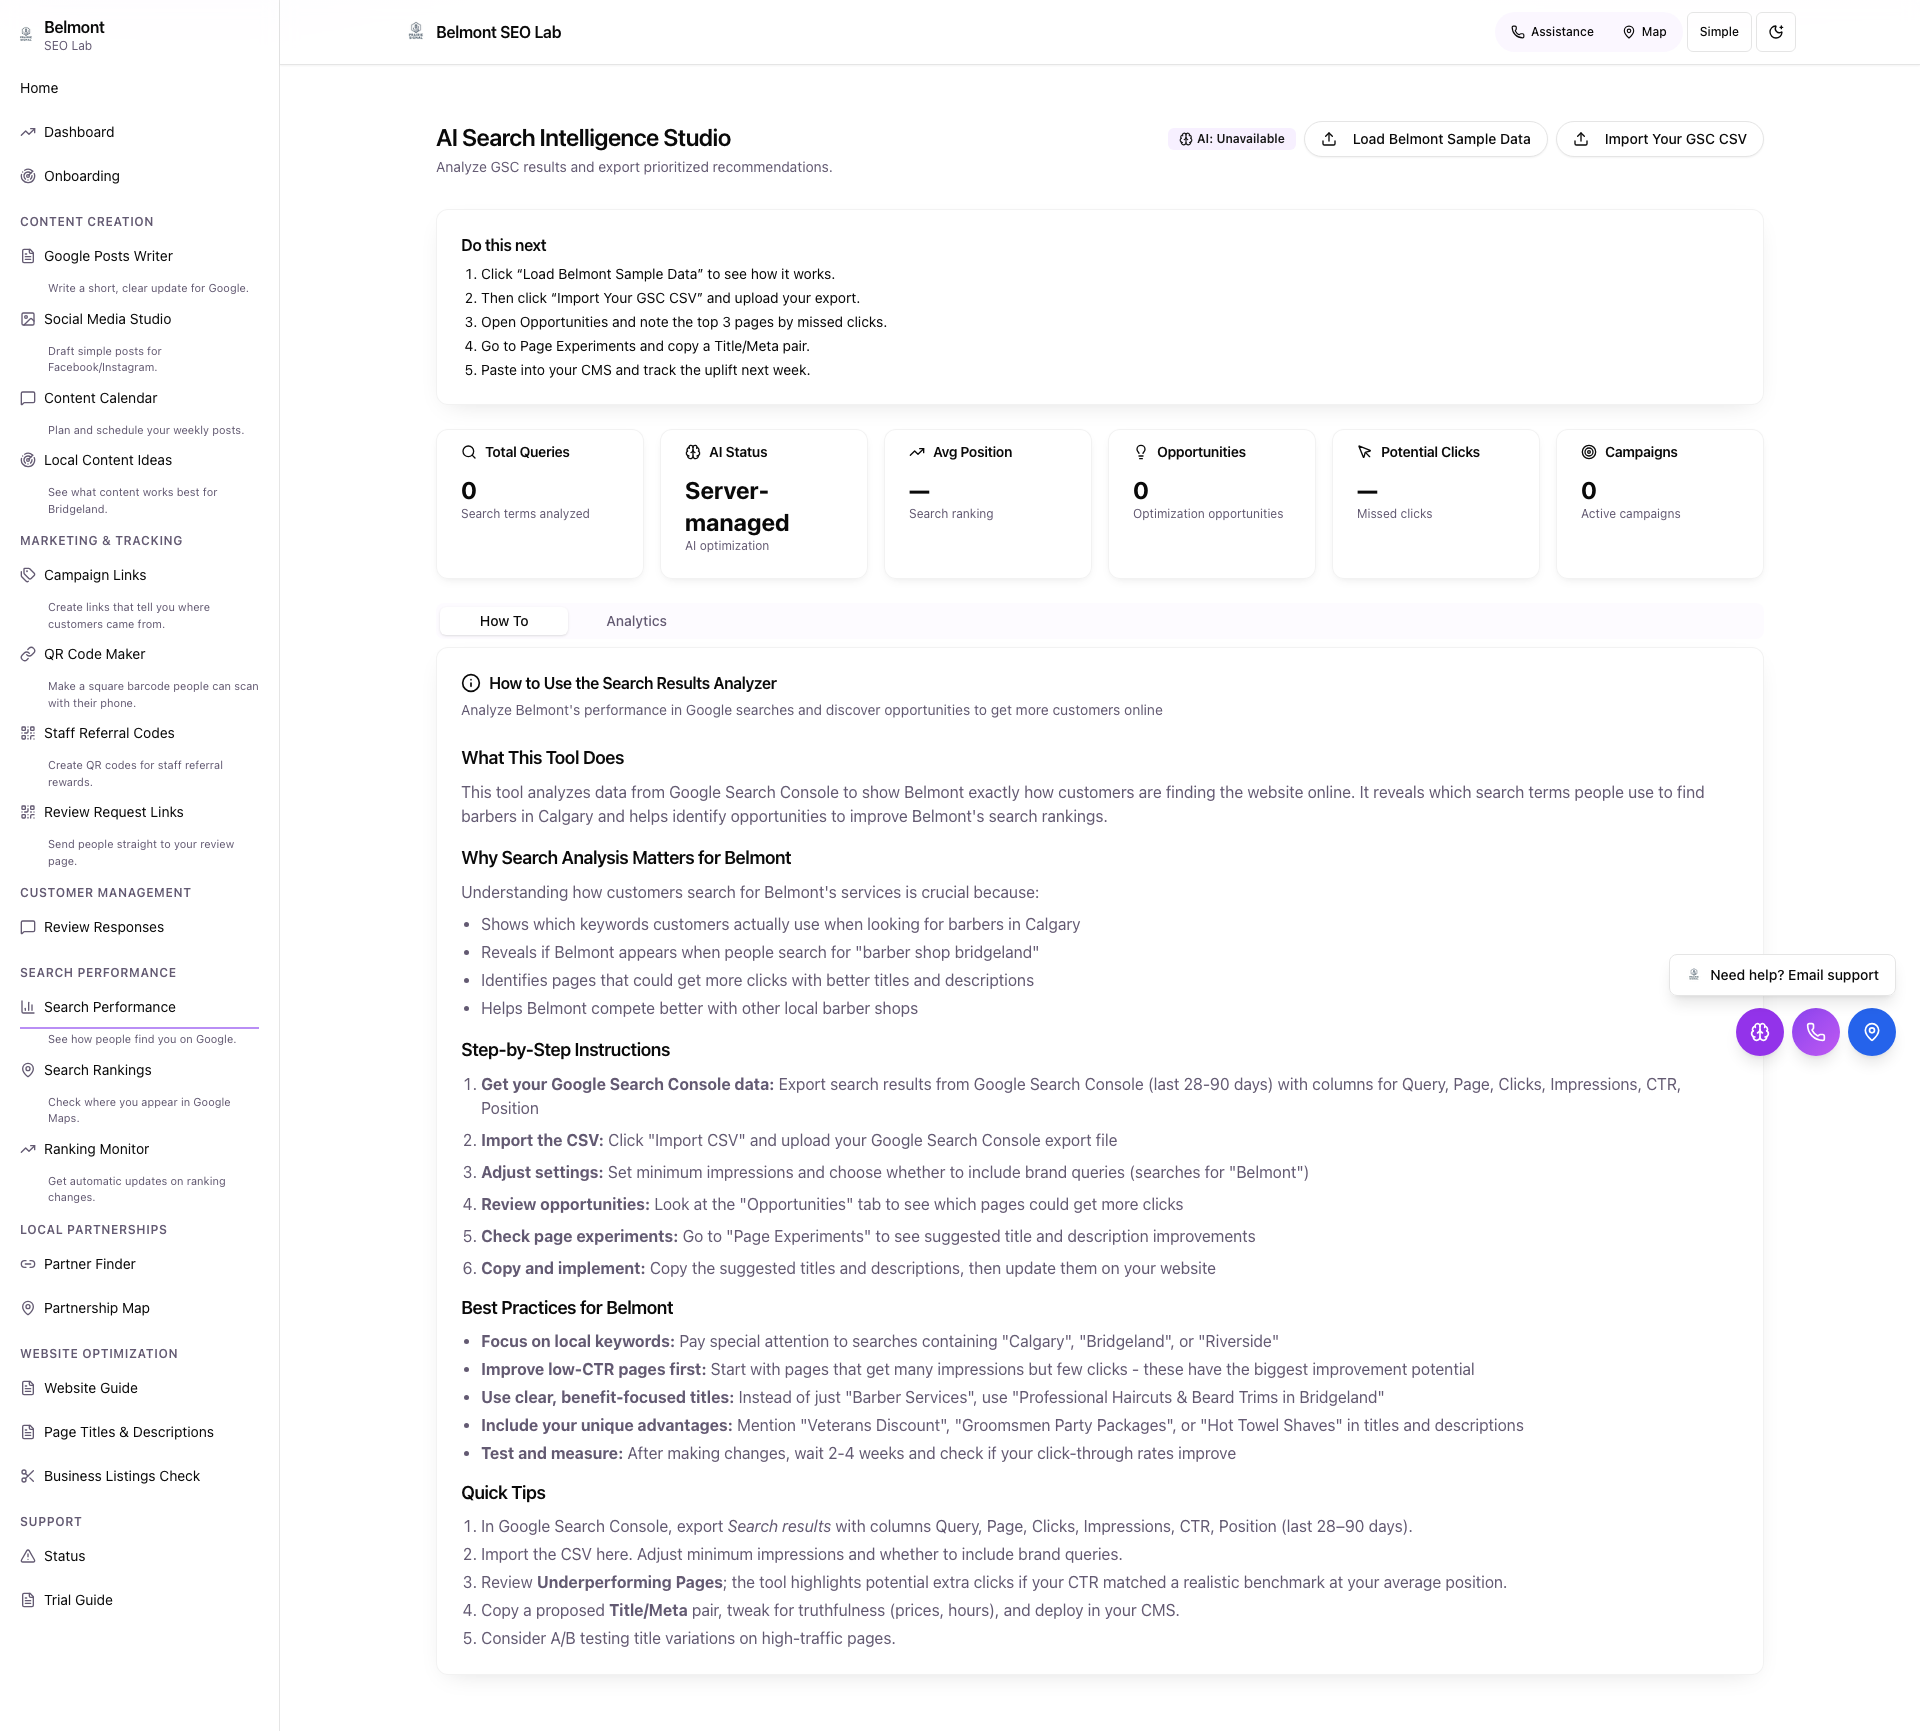 Belmont
SEO Lab
Home
Dashboard
Onboarding
CONTENT CREATION
Google Posts Writer
Write a short, clear update for Google.
Social Media Studio
Draft simple posts for
Facebook/Instagram.
Content Calendar
Plan and schedule your weekly posts.
Local Content Ideas
See what content works best for
Bridgeland.
MARKETING & TRACKING
Campaign Links
Create links that tell you where
customers came from.
QR Code Maker
Make a square barcode people can scan
with their phone.
Staff Referral Codes
Create QR codes for staff referral
rewards.
Review Request Links
Send people straight to your review
page.
CUSTOMER MANAGEMENT
Review Responses
SEARCH PERFORMANCE
Search Performance
See how people find you on Google.
Search Rankings
Check where you appear in Google
Maps.
Ranking Monitor
Get automatic updates on ranking
changes.
LOCAL PARTNERSHIPS
Partner Finder
Partnership Map
WEBSITE OPTIMIZATION
Website Guide
Page Titles & Descriptions
Business Listings Check
SUPPORT
Status
Trial Guide
Belmont SEO Lab
Assistance
Map
Simple
AI Search Intelligence Studio
Analyze GSC results and export prioritized recommendations.
AI: Unavailable
Load Belmont Sample Data
Import Your GSC CSV
Do this next
1. Click “Load Belmont Sample Data” to see how it works.
2. Then click “Import Your GSC CSV” and upload your export.
3. Open Opportunities and note the top 3 pages by missed clicks.
4. Go to Page Experiments and copy a Title/Meta pair.
5. Paste into your CMS and track the uplift next week.
Total Queries
0
Search terms analyzed
AI Status
Server-
managed
AI optimization
Avg Position
—
Search ranking
Opportunities
0
Optimization opportunities
Potential Clicks
—
Missed clicks
Campaigns
0
Active campaigns
How To
Analytics
How to Use the Search Results Analyzer
Analyze Belmont's performance in Google searches and discover opportunities to get more customers online
What This Tool Does
This tool analyzes data from Google Search Console to show Belmont exactly how customers are finding the website online. It reveals which search terms people use to find
barbers in Calgary and helps identify opportunities to improve Belmont's search rankings.
Why Search Analysis Matters for Belmont
Understanding how customers search for Belmont's services is crucial because:
• Shows which keywords customers actually use when looking for barbers in Calgary
• Reveals if Belmont appears when people search for "barber shop bridgeland"
• Identifies pages that could get more clicks with better titles and descriptions
• Helps Belmont compete better with other local barber shops
Step-by-Step Instructions
1. Get your Google Search Console data: Export search results from Google Search Console (last 28-90 days) with columns for Query, Page, Clicks, Impressions, CTR,
Position
2. Import the CSV: Click "Import CSV" and upload your Google Search Console export file
3. Adjust settings: Set minimum impressions and choose whether to include brand queries (searches for "Belmont")
4. Review opportunities: Look at the "Opportunities" tab to see which pages could get more clicks
5. Check page experiments: Go to "Page Experiments" to see suggested title and description improvements
6. Copy and implement: Copy the suggested titles and descriptions, then update them on your website
Best Practices for Belmont
• Focus on local keywords: Pay special attention to searches containing "Calgary", "Bridgeland", or "Riverside"
• Improve low-CTR pages first: Start with pages that get many impressions but few clicks - these have the biggest improvement potential
• Use clear, benefit-focused titles: Instead of just "Barber Services", use "Professional Haircuts & Beard Trims in Bridgeland"
• Include your unique advantages: Mention "Veterans Discount", "Groomsmen Party Packages", or "Hot Towel Shaves" in titles and descriptions
• Test and measure: After making changes, wait 2-4 weeks and check if your click-through rates improve
Quick Tips
1. In Google Search Console, export Search results with columns Query, Page, Clicks, Impressions, CTR, Position (last 28–90 days).
2. Import the CSV here. Adjust minimum impressions and whether to include brand queries.
3. Review Underperforming Pages; the tool highlights potential extra clicks if your CTR matched a realistic benchmark at your average position.
4. Copy a proposed Title/Meta pair, tweak for truthfulness (prices, hours), and deploy in your CMS.
5. Consider A/B testing title variations on high-traffic pages.
Need help? Email support